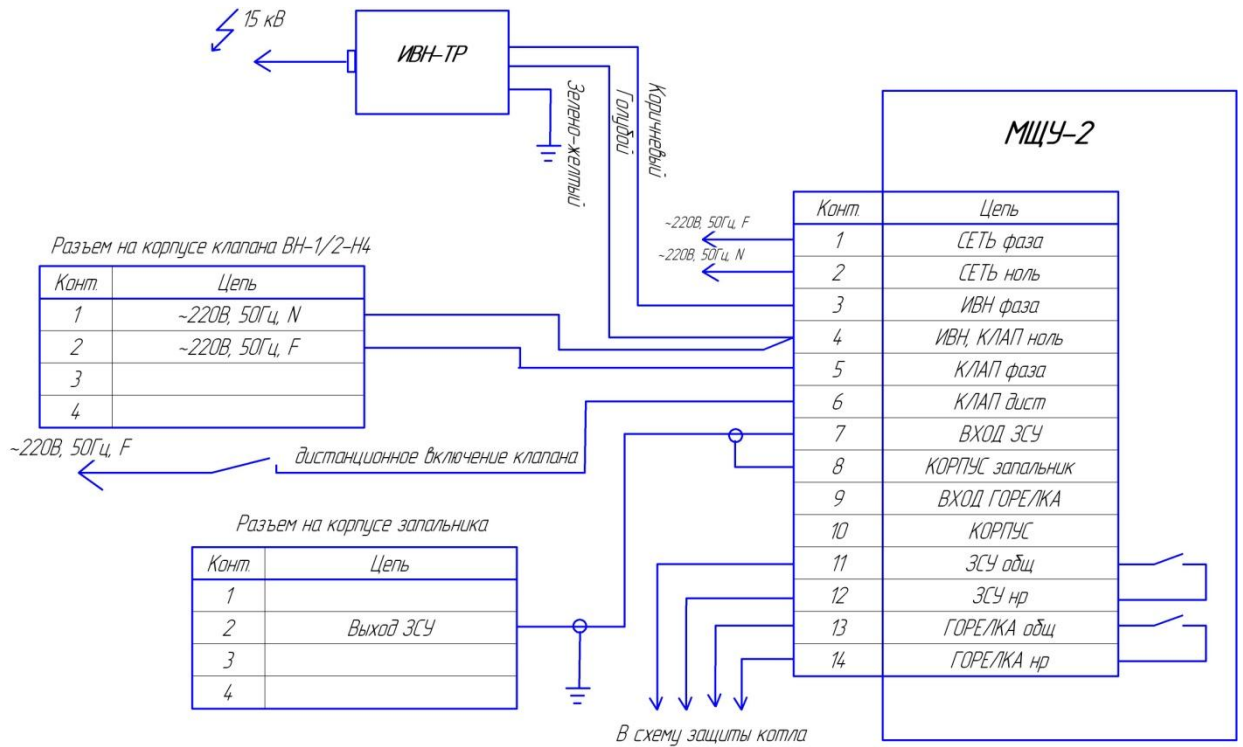 15 кВ
ИВН-ТР
Зелено-желтый
Голубой
Коричневый
МЩУ-2
Конт. Цепь
1 СЕТЬ фаза
2 СЕТЬ ноль
3 ИВН фаза
4 ИВН, КЛАП ноль
5 КЛАП фаза
6 КЛАП дист
7 ВХОД ЗСУ
8 КОРПУС запальник
9 ВХОД ГОРЕЛКА
10 КОРПУС
11 ЗСУ общ
12 ЗСУ нр
13 ГОРЕЛКА общ
14 ГОРЕЛКА нр
~220В, 50Гц, F
~220В, 50Гц, N
Разъем на корпусе клапана ВН-1/2-Н4
Конт. Цепь
1 ~220В, 50Гц, N
2 ~220В, 50Гц, F
3
4
~220В, 50Гц, F
дистанционное включение клапана
Разъем на корпусе запальника
Конт. Цепь
1
2 Выход ЗСУ
3
4
В схему защиты котла